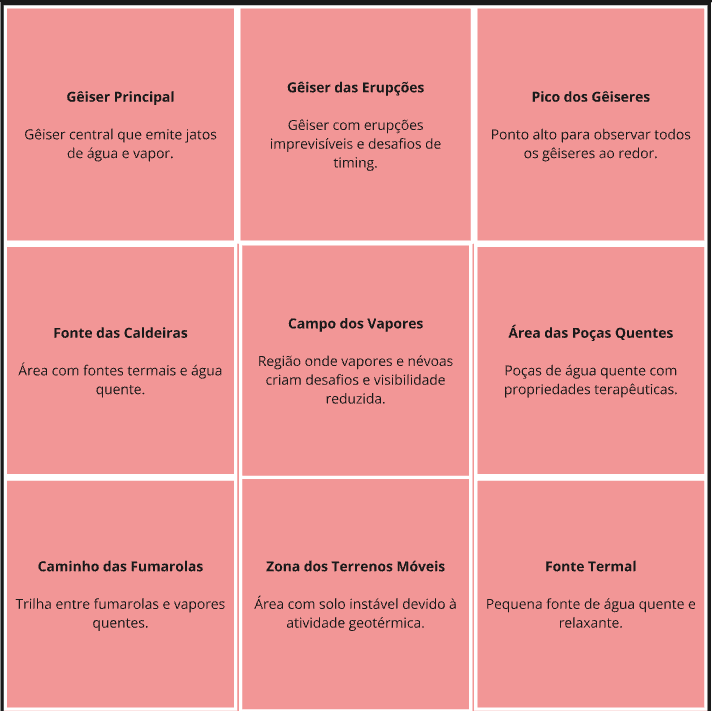 Gêiser Principal
Gêiser central que emite jatos
de água e vapor.
Gêiser das Erupções
Gêiser com erupções
imprevisíveis e desafios de
timing.
Pico dos Gêiseres
Ponto alto para observar todos
os gêiseres ao redor.
Fonte das Caldeiras
Área com fontes termais e água
quente.
Campo dos Vapores
Região onde vapores e névoas
criam desafios e visibilidade
reduzida.
Área das Poças Quentes
Poças de água quente com
propriedades terapêuticas.
Caminho das Fumarolas
Trilha entre fumarolas e vapores
quentes.
Zona dos Terrenos Móveis
Área com solo instável devido à
atividade geotérmica.
Fonte Termal
Pequena fonte de água quente e
relaxante.